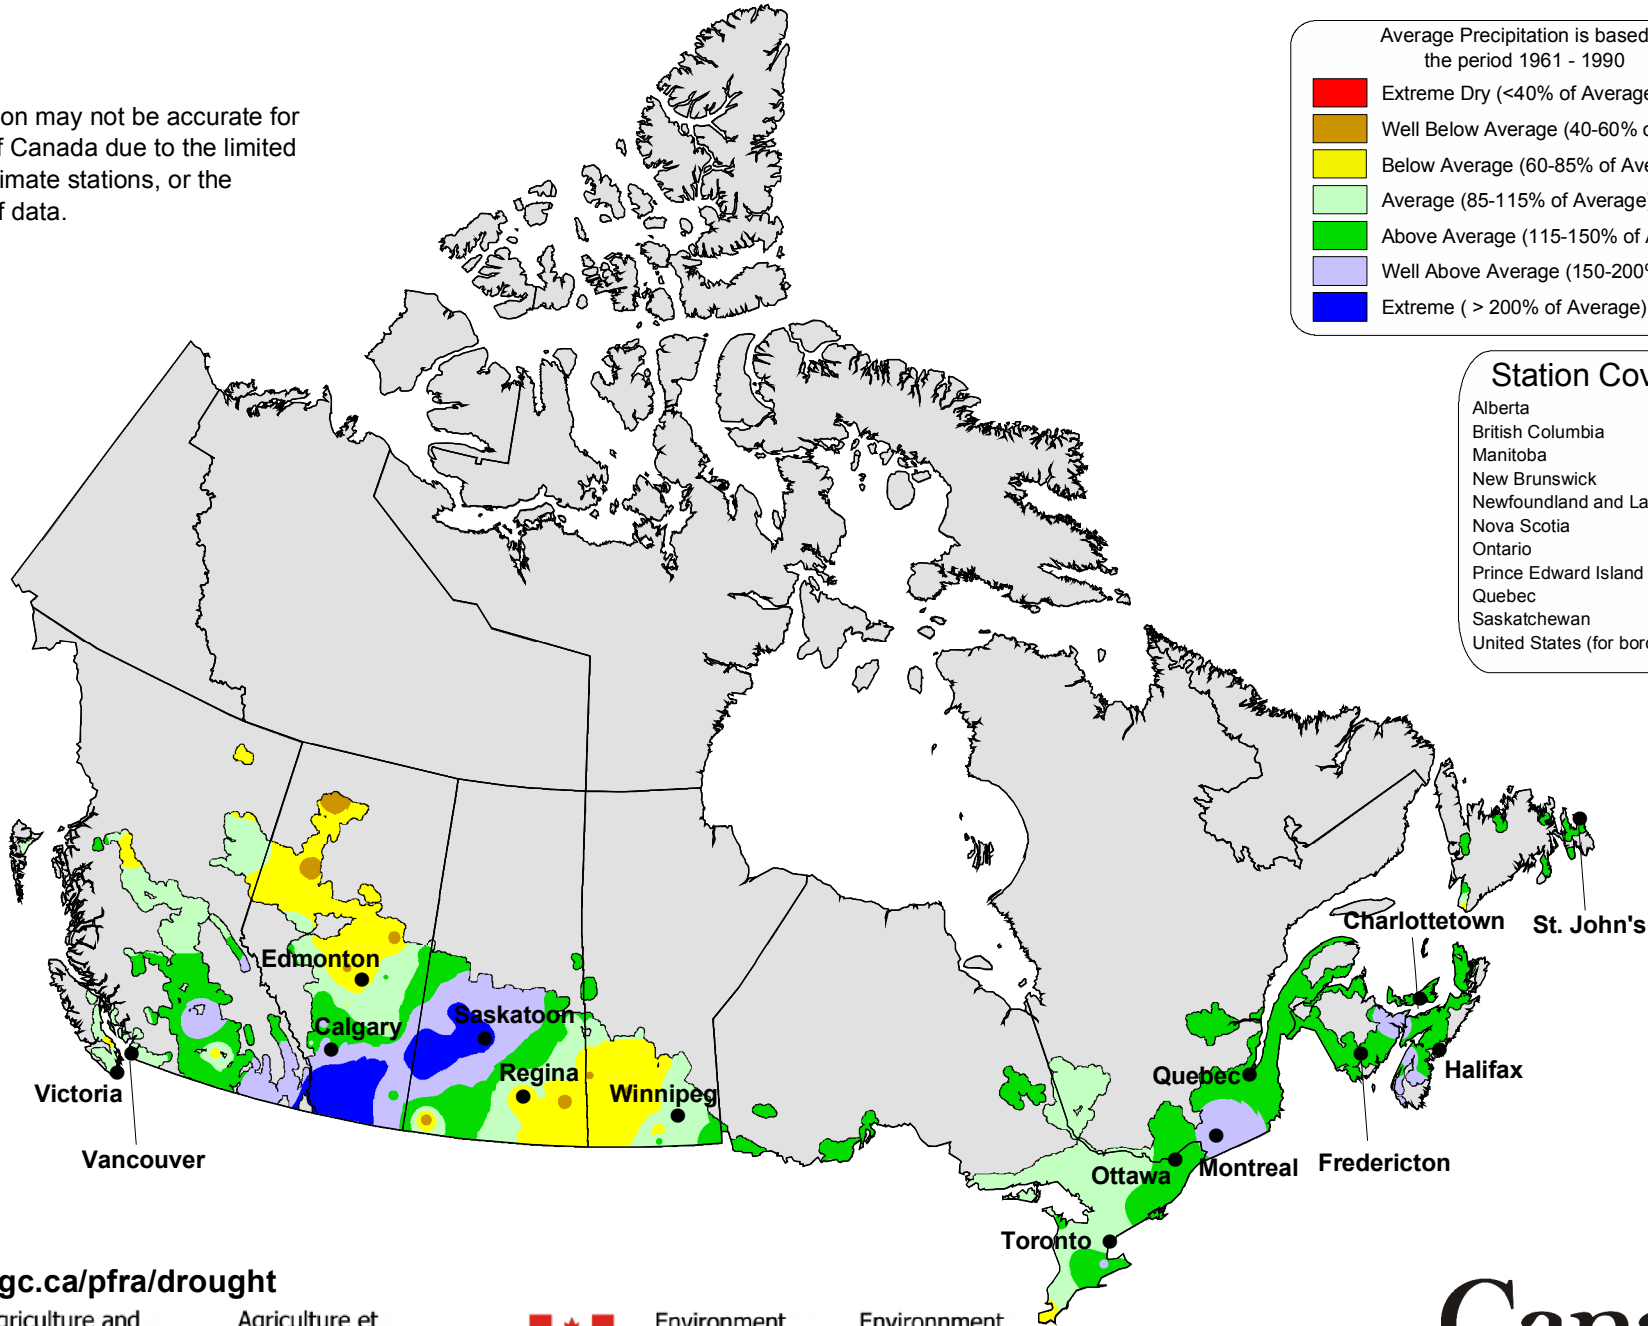 on may not be accurate for
f Canada due to the limited
imate stations, or the
f data.
Average Precipitation is based
the period 1961 - 1990
Extreme Dry (<40% of Average
Well Below Average (40-60% o
Below Average (60-85% of Ave
Average (85-115% of Average)
Above Average (115-150% of A
Well Above Average (150-200%
Extreme ( > 200% of Average)
Station Cov
Alberta
British Columbia
Manitoba
New Brunswick
Newfoundland and La
Nova Scotia
Ontario
Prince Edward Island
Quebec
Saskatchewan
United States (for bord
Charlottetown
St. John's
Edmonton
Saskatoon
Calgary
Regina
Winnipeg
Victoria
Vancouver
Quebec
Halifax
Ottawa
Montreal
Fredericton
Toronto
gc.ca/pfra/drought
griculture and
Agriculture et
Environment
Environnment
Cana